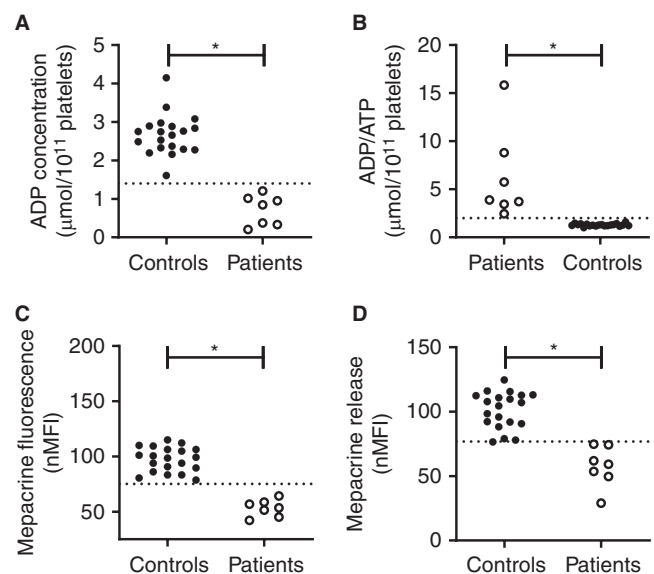 A
ADP concentration
(μmol/10¹¹ platelets)
5
4
3
2
1
0
*
Controls Patients
B
ADP/ATP
(μmol/10¹¹ platelets)
20
15
10
5
0
*
Patients Controls
C
Mepacrine fluorescence
(nMFI)
200
150
100
50
*
Controls Patients
D
Mepacrine release
(nMFI)
150
100
50
0
*
Controls Patients